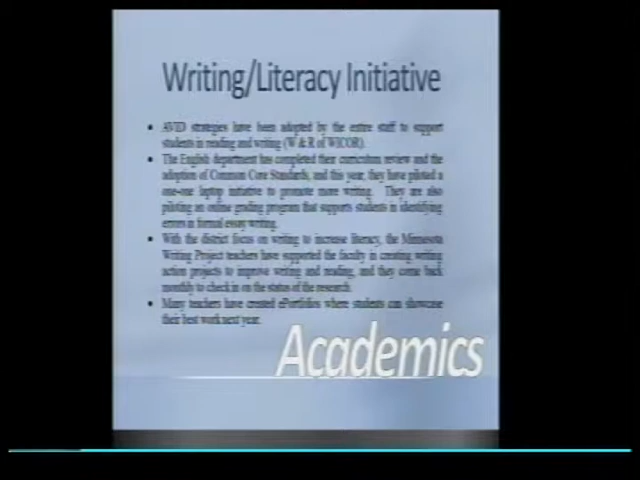 Writing/Literacy Initiative
• AVID strategies have been adopted by the entire staff to support
students in reading and writing (W & R of WICOR).
• The English department has completed their curriculum review and the
adoption of Common Core Standards, and this year, they have piloted a
one-one laptop initiative to promote more writing. They are also
piloting an online grading program that supports students in identifying
errors in formal essay writing.
• With the district focus on writing to increase literacy, the Minnesota
Writing Project teachers have supported the faculty in creating writing
action projects to improve writing and reading, and they come back
monthly to check in on the status of the research.
• Many teachers have created ePortfolios where students can showcase
their best work next year.
Academics